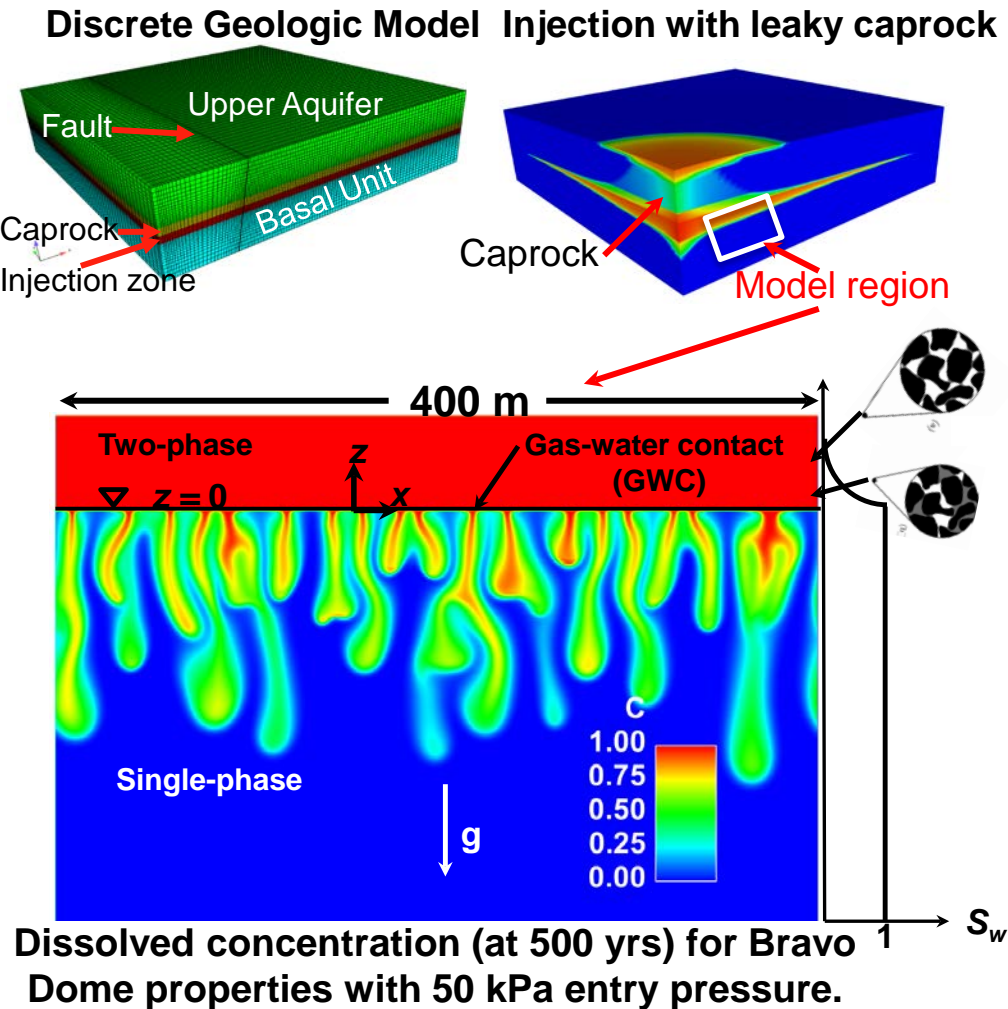 Discrete Geologic Model
Injection with leaky caprock
Upper Aquifer
Fault
Basal Unit
Caprock
Injection zone
Caprock
Model region
400 m
Two-phase
z
x
z = 0
Gas-water contact
(GWC)
C
1.00
0.75
0.50
0.25
0.00
Single-phase
g
1
Sw
Dissolved concentration (at 500 yrs) for Bravo
Dome properties with 50 kPa entry pressure.